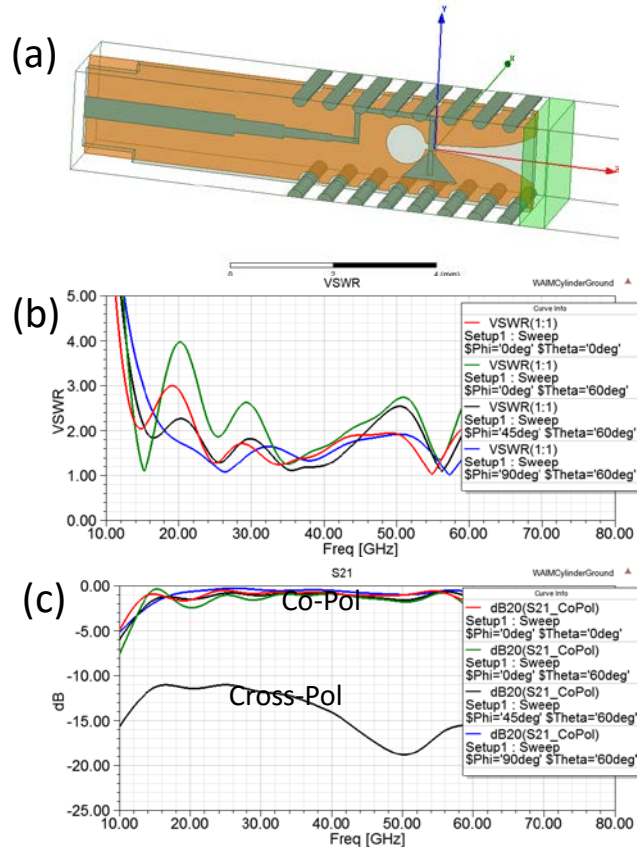 (a)
Y
X
Z
0 2 4 (mm)
(b)
VSWR
WAIMCylinderGround
5.00
4.00
3.00
2.00
1.00
0.00
VSWR
10.00 20.00 30.00 40.00 50.00 60.00 70.00 80.00
Freq [GHz]
Curve Info
VSWR(1:1)
Setup1 : Sweep
$Phi='0deg' $Theta='0deg'
VSWR(1:1)
Setup1 : Sweep
$Phi='0deg' $Theta='60deg'
VSWR(1:1)
Setup1 : Sweep
$Phi='45deg' $Theta='60deg'
VSWR(1:1)
Setup1 : Sweep
$Phi='90deg' $Theta='60deg'
(c)
S21
WAIMCylinderGround
0.00
-5.00
-10.00
-15.00
-20.00
-25.00
dB
Co-Pol
Cross-Pol
10.00 20.00 30.00 40.00 50.00 60.00 70.00 80.00
Freq [GHz]
Curve Info
dB20(S21_CoPol)
Setup1 : Sweep
$Phi='0deg' $Theta='0deg'
dB20(S21_CoPol)
Setup1 : Sweep
$Phi='0deg' $Theta='60deg'
dB20(S21_CoPol)
Setup1 : Sweep
$Phi='45deg' $Theta='60deg'
dB20(S21_CoPol)
Setup1 : Sweep
$Phi='90deg' $Theta='60deg'